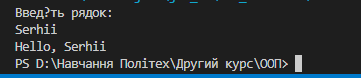 Введ?ть рядок:
Serhii
Hello, Serhii
PS D:\Навчання Політех\Другий курс\ООП>